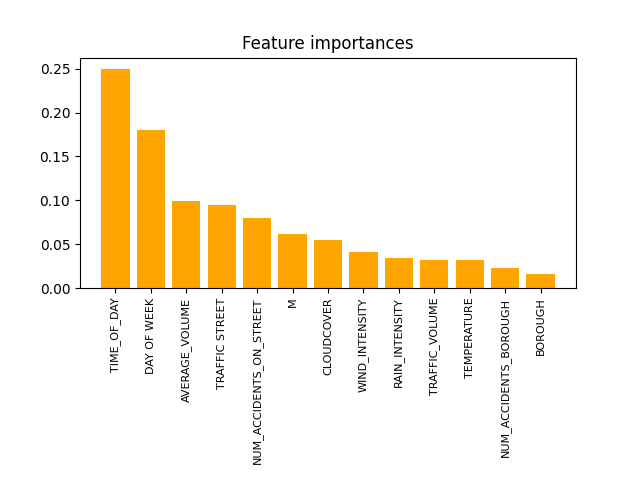 Feature importances
0.25
0.20
0.15
0.10
0.05
0.00
TIME_OF_DAY
DAY OF WEEK
AVERAGE_VOLUME
TRAFFIC STREET
NUM_ACCIDENTS_ON_STREET
M
CLOUDCOVER
WIND_INTENSITY
RAIN_INTENSITY
TRAFFIC_VOLUME
TEMPERATURE
NUM_ACCIDENTS_BOROUGH
BOROUGH